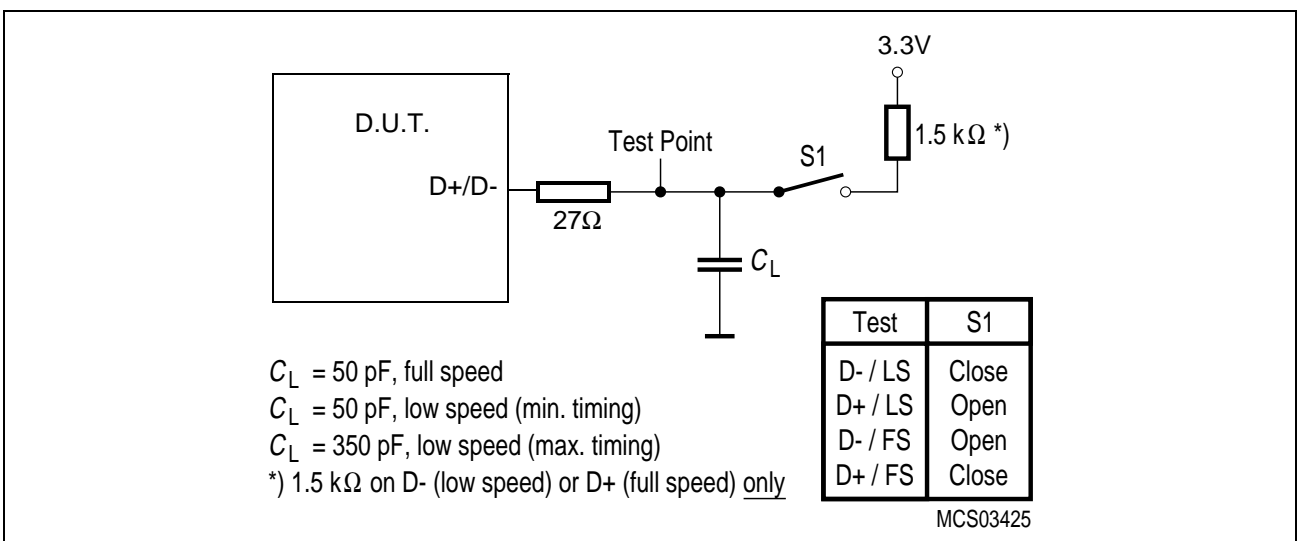 3.3V
D.U.T.
1.5 kΩ *)
Test Point
S1
D+/D-
27Ω
CL
Test S1
D- / LS Close
D+ / LS Open
D- / FS Open
D+ / FS Close
CL = 50 pF, full speed
CL = 50 pF, low speed (min. timing)
CL = 350 pF, low speed (max. timing)
*) 1.5 kΩ on D- (low speed) or D+ (full speed) only
MCS03425